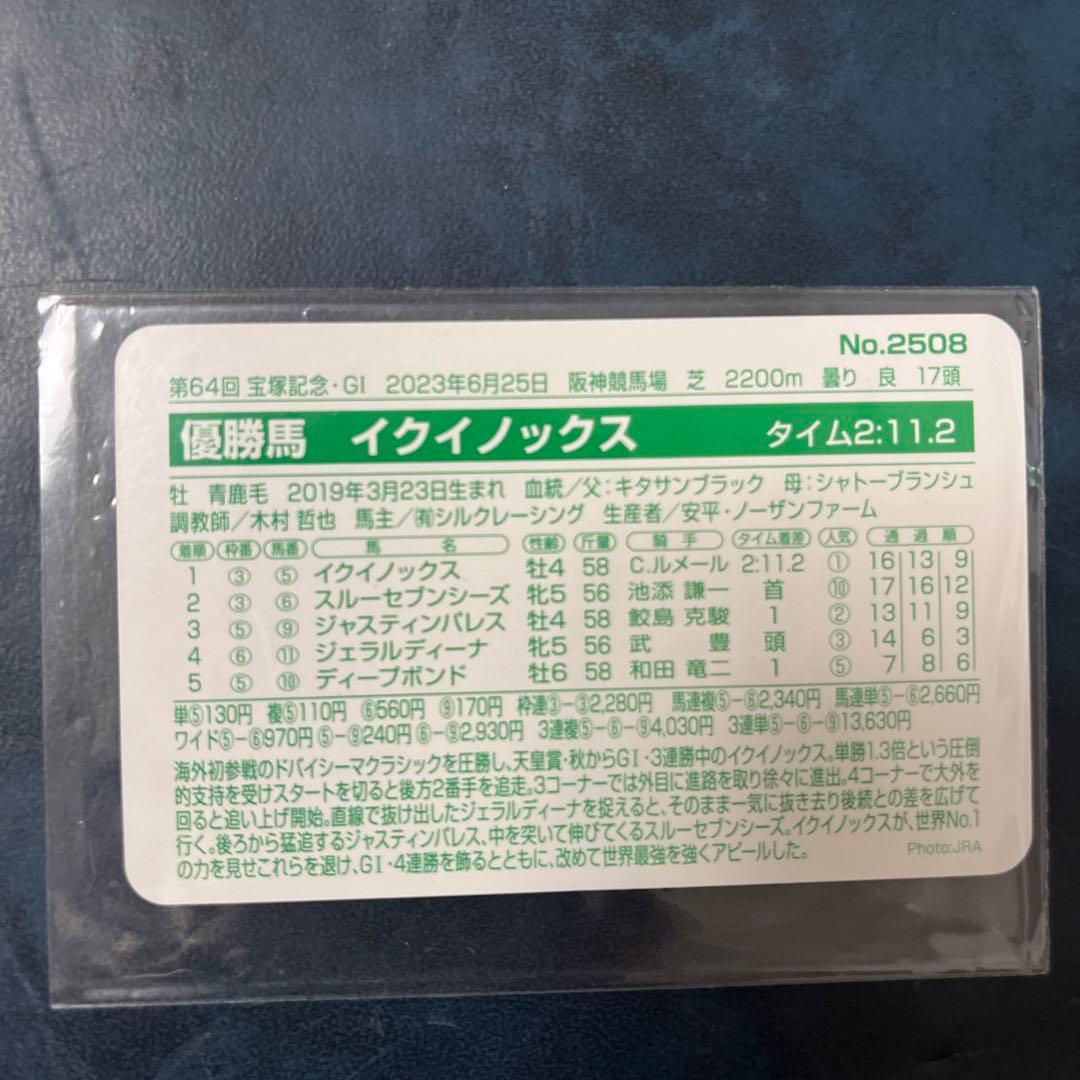 No.2508
第64回 宝塚記念・GI 2023年6月25日 阪神競馬場 芝 2200m 曇り 良 17頭
優勝馬 イクイノックス タイム2:11.2
牡 青鹿毛 2019年3月23日生まれ 血統/父:キタサンブラック 母:シャトーブランシュ
調教師/木村 哲也 馬主/㈲シルクレーシング 生産者/安平・ノーザンファーム
着順 枠番 馬番 馬名 性齢 斤量 騎手 タイム着差 人気 通過順
1 ③ ⑤ イクイノックス 牡4 58 C.ルメール 2:11.2 ① 16 13 9
2 ③ ⑥ スルーセブンシーズ 牝5 56 池添 謙一 首 ⑩ 17 16 12
3 ⑤ ⑨ ジャスティンパレス 牡4 58 鮫島 克駿 1 ② 13 11 9
4 ⑥ ⑪ ジェラルディーナ 牝5 56 武 豊 頭 ③ 14 6 3
5 ⑤ ⑩ ディープボンド 牡6 58 和田 竜二 1 ⑤ 7 8 6
単⑤130円 複⑤110円 ⑥560円 ⑨170円 枠連③-③2,280円 馬連複⑤-⑥2,340円 馬連単⑤-⑥2,660円
ワイド⑤-⑥970円 ⑤-⑨240円 ⑥-⑨2,930円 3連複⑤-⑥-⑨4,030円 3連単⑤-⑥-⑨13,630円
海外初参戦のドバイシーマクラシックを圧勝し、天皇賞・秋からGI・3連勝中のイクイノックス。単勝1.3倍という圧倒
的支持を受けスタートを切ると後方2番手を追走。3コーナーでは外目に進路を取り徐々に進出。4コーナーで大外を
回ると追い上げ開始。直線で抜け出したジェラルディーナを捉えると、そのまま一気に抜き去り後続との差を広げて
行く。後ろから猛追するジャスティンパレス、中を突いて伸びてくるスルーセブンシーズ。イクイノックスが、世界No.1
の力を見せこれらを退け、GI・4連勝を飾るとともに、改めて世界最強を強くアピールした。
Photo:JRA